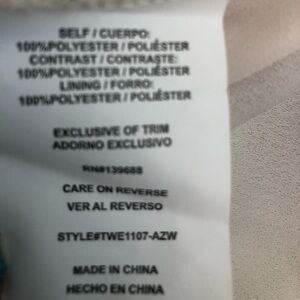 SELF / CUERPO:
100%POLYESTER / POLIÉSTER
CONTRAST / CONTRASTE:
100%POLYESTER / POLIÉSTER
LINING / FORRO:
100%POLYESTER / POLIÉSTER
EXCLUSIVE OF TRIM
ADORNO EXCLUSIVO
RN#139688
CARE ON REVERSE
VER AL REVERSO
STYLE#TWE1107-AZW
MADE IN CHINA
HECHO EN CHINA